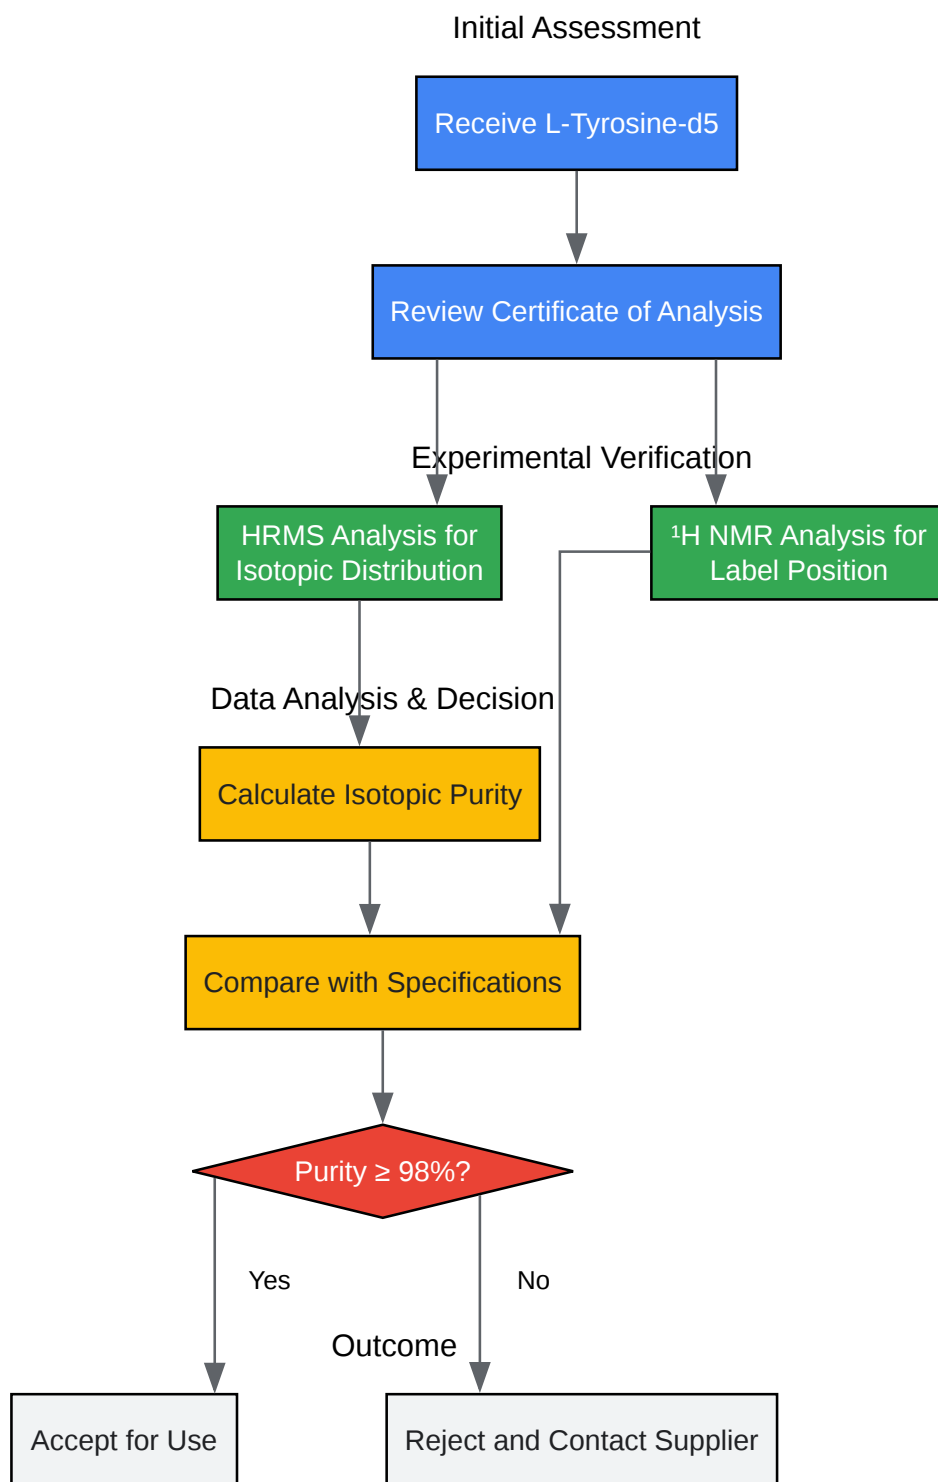 Initial Assessment
Receive L-Tyrosine-d5
Review Certificate of Analysis
Experimental Verification
HRMS Analysis for
Isotopic Distribution
¹H NMR Analysis for
Label Position
Data Analysis & Decision
Calculate Isotopic Purity
Compare with Specifications
Purity ≥ 98%?
Yes
No
Outcome
Accept for Use
Reject and Contact Supplier